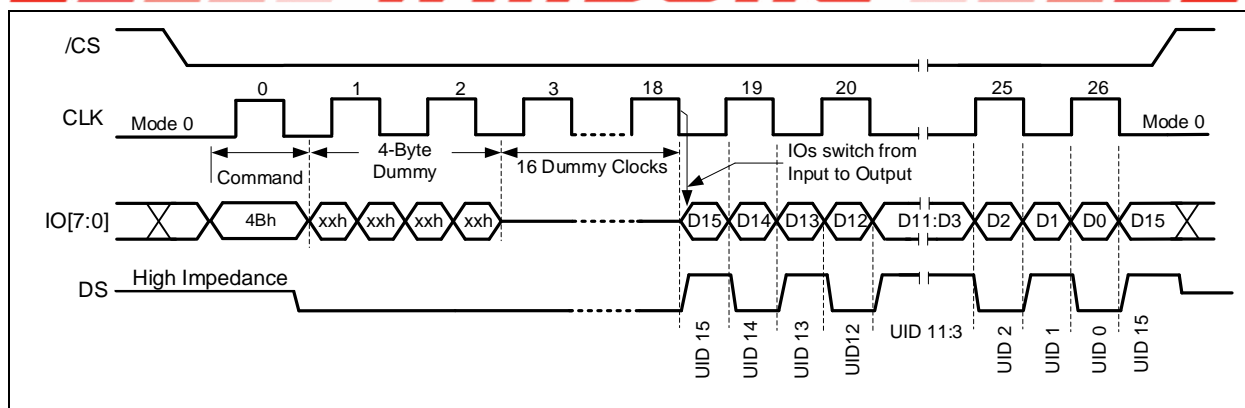 /CS
0 1 2 3 18 19 20 25 26
CLK
Mode 0 Mode 0
Command
4-Byte
Dummy
16 Dummy Clocks
IOs switch from
Input to Output
IO[7:0]
4Bh xxh xxh xxh xxh D15 D14 D13 D12 D11:D3 D2 D1 D0 D15
High Impedance
DS
UID 15
UID 14
UID 13
UID12
UID 11:3
UID 2
UID 1
UID 0
UID 15